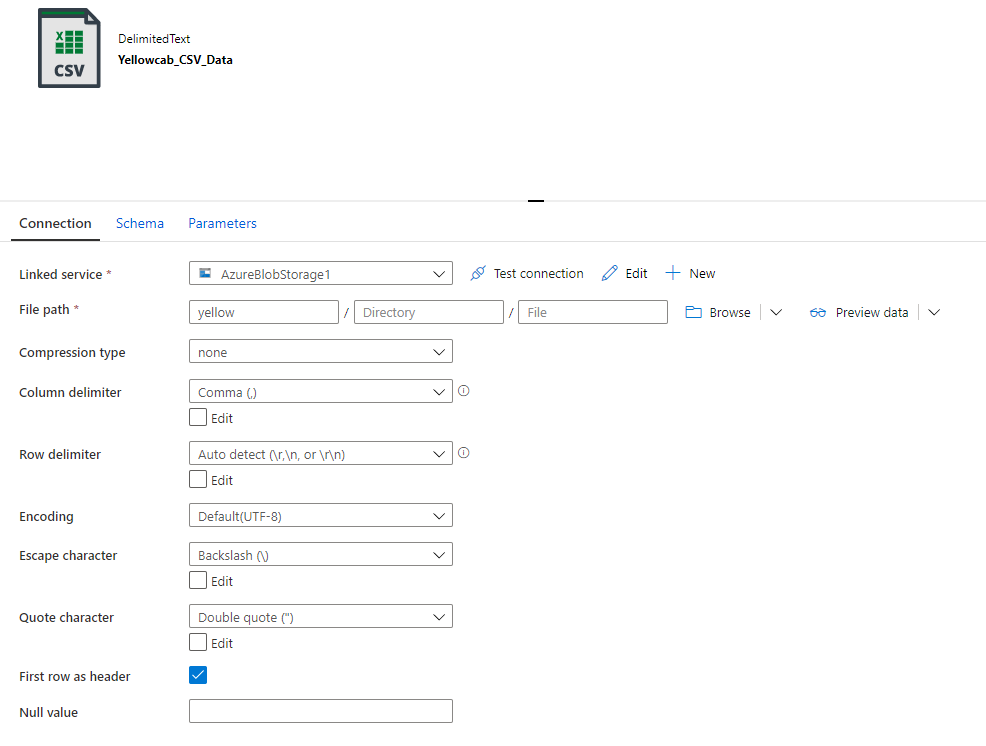 DelimitedText
CSV
Yellowcab_CSV_Data
Connection Schema Parameters
Linked service * AzureBlobStorage1 Test connection Edit New
File path * yellow / Directory / File Browse Preview data
Compression type none
Column delimiter Comma (,)
Edit
Row delimiter Auto detect (\r,\n, or \r\n)
Edit
Encoding Default(UTF-8)
Escape character Backslash (\)
Edit
Quote character Double quote (")
Edit
First row as header
Null value